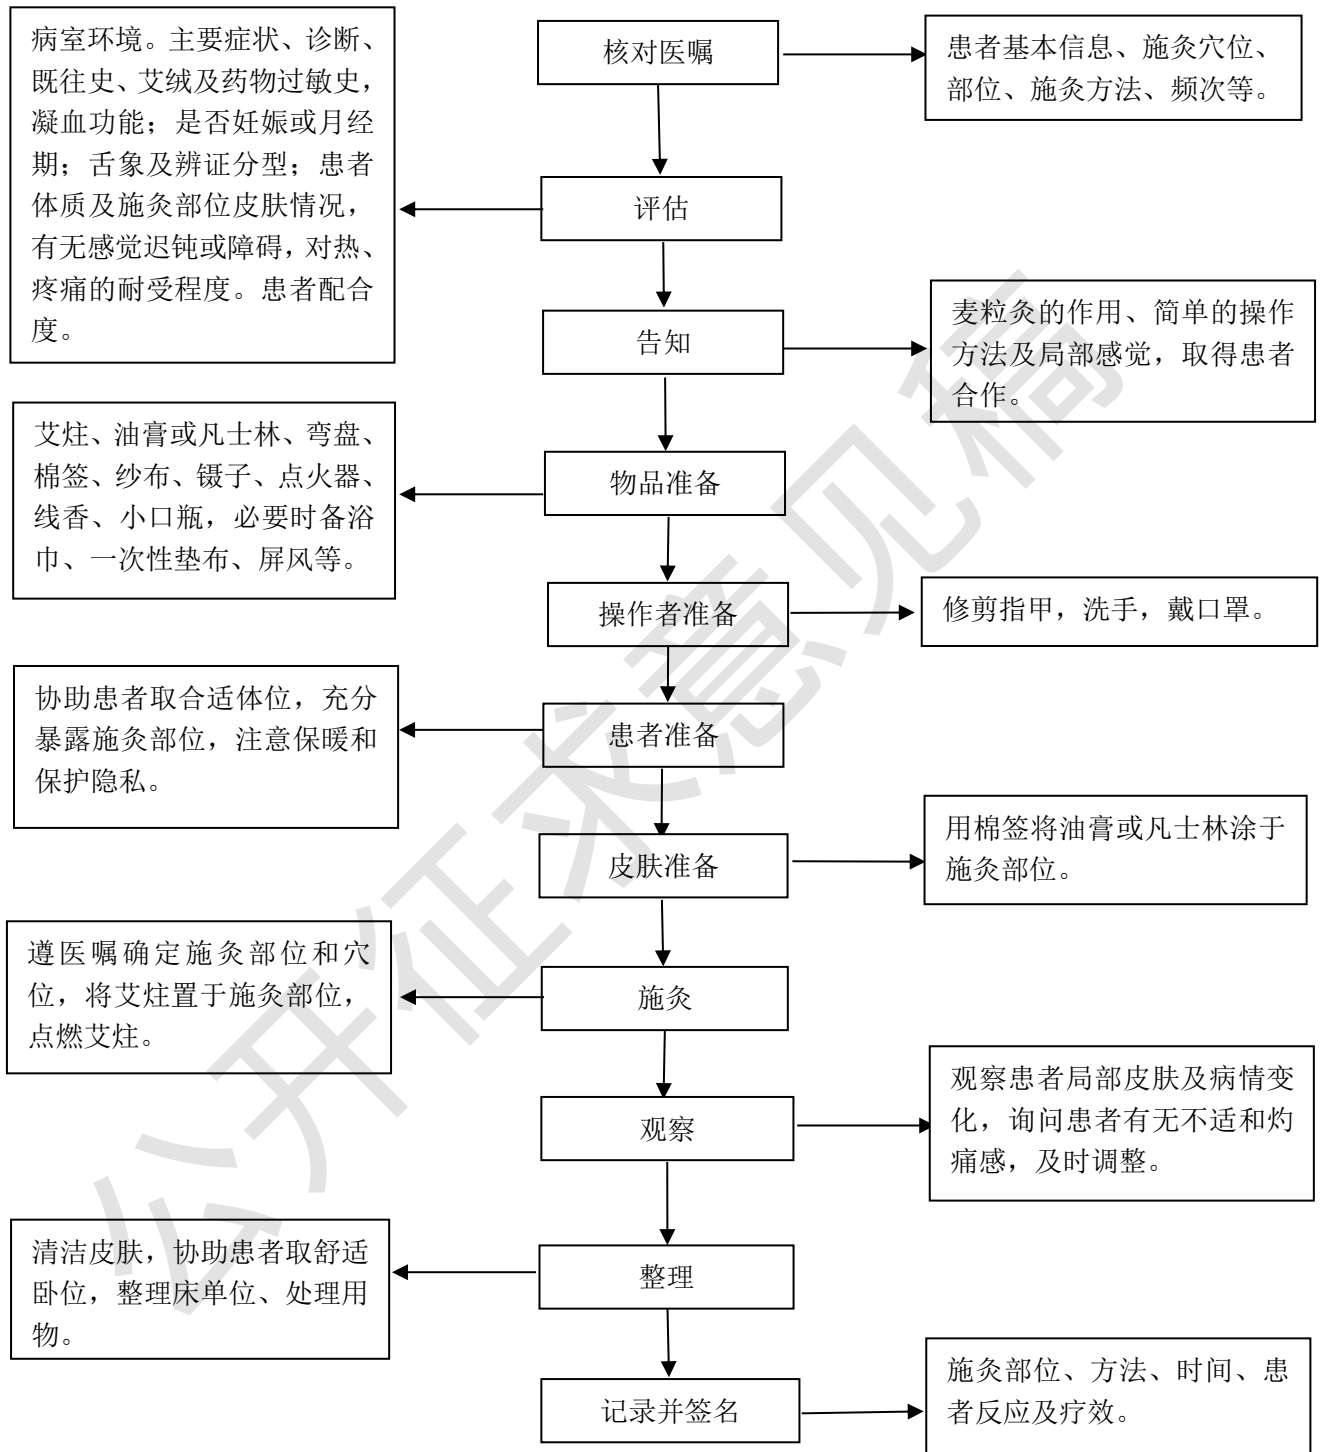 核对医嘱
患者基本信息、施灸穴位、
部位、施灸方法、频次等。
病室环境。主要症状、诊断、
既往史、艾绒及药物过敏史,
凝血功能；是否妊娠或月经
期；舌象及辨证分型；患者
体质及施灸部位皮肤情况，
有无感觉迟钝或障碍，对热、
疼痛的耐受程度。患者配合
度。
评估
告知
麦粒灸的作用、简单的操作
方法及局部感觉，取得患者
合作。
艾炷、油膏或凡士林、弯盘、
棉签、纱布、镊子、点火器、
线香、小口瓶，必要时备浴
巾、一次性垫布、屏风等。
物品准备
操作者准备
修剪指甲，洗手，戴口罩。
协助患者取合适体位，充分
暴露施灸部位，注意保暖和
保护隐私。
患者准备
皮肤准备
用棉签将油膏或凡士林涂于
施灸部位。
遵医嘱确定施灸部位和穴
位，将艾炷置于施灸部位，
点燃艾炷。
施灸
观察
观察患者局部皮肤及病情变
化，询问患者有无不适和灼
痛感，及时调整。
清洁皮肤，协助患者取舒适
卧位，整理床单位、处理用
物。
整理
记录并签名
施灸部位、方法、时间、患
者反应及疗效。
公开征求意见稿